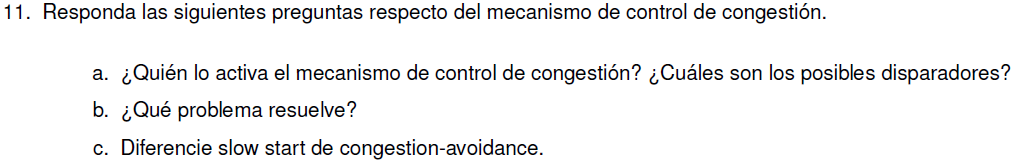 11. Responda las siguientes preguntas respecto del mecanismo de control de congestión.
a. ¿Quién lo activa el mecanismo de control de congestión? ¿Cuáles son los posibles disparadores?
b. ¿Qué problema resuelve?
c. Diferencie slow start de congestion-avoidance.